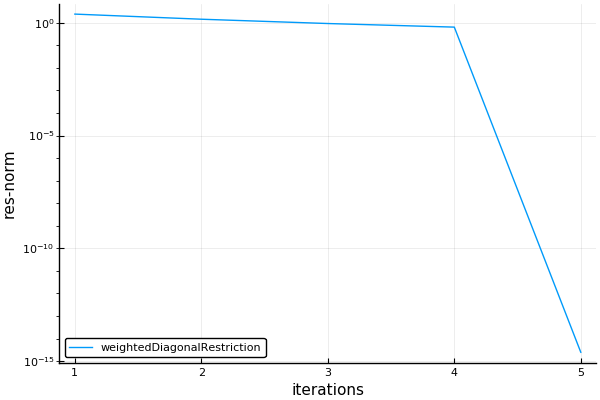 10⁰
10⁻⁵
10⁻¹⁰
10⁻¹⁵
res-norm
weightedDiagonalRestriction
1 2 3 4 5
iterations